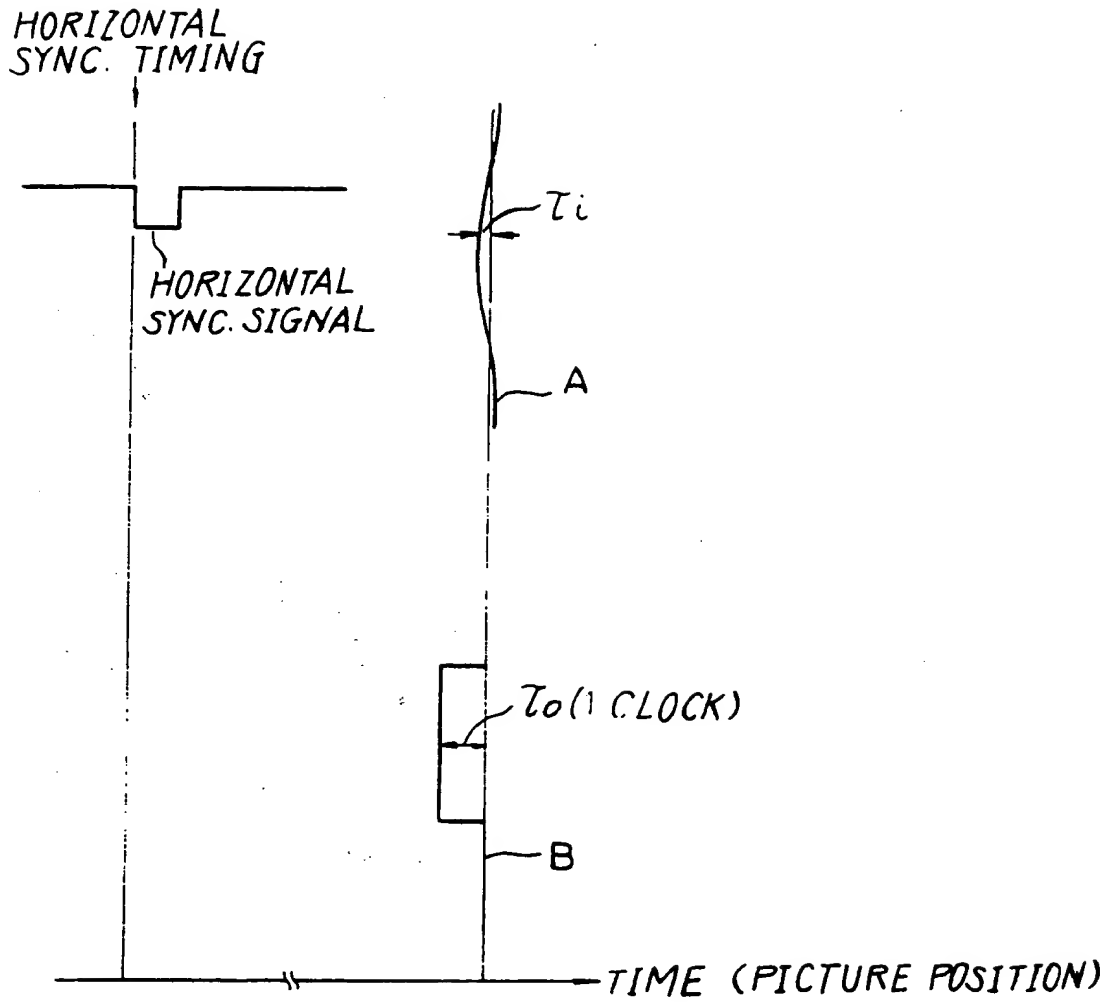 HORIZONTAL
SYNC. TIMING
τi
HORIZONTAL
SYNC. SIGNAL
A
τo (1 CLOCK)
B
TIME (PICTURE POSITION)